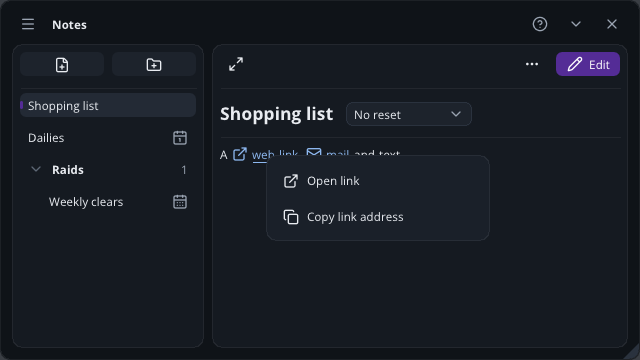 Notes
Edit
Shopping list
Dailies
Raids 1
Weekly clears
Shopping list No reset
A web link mail and text
Open link
Copy link address